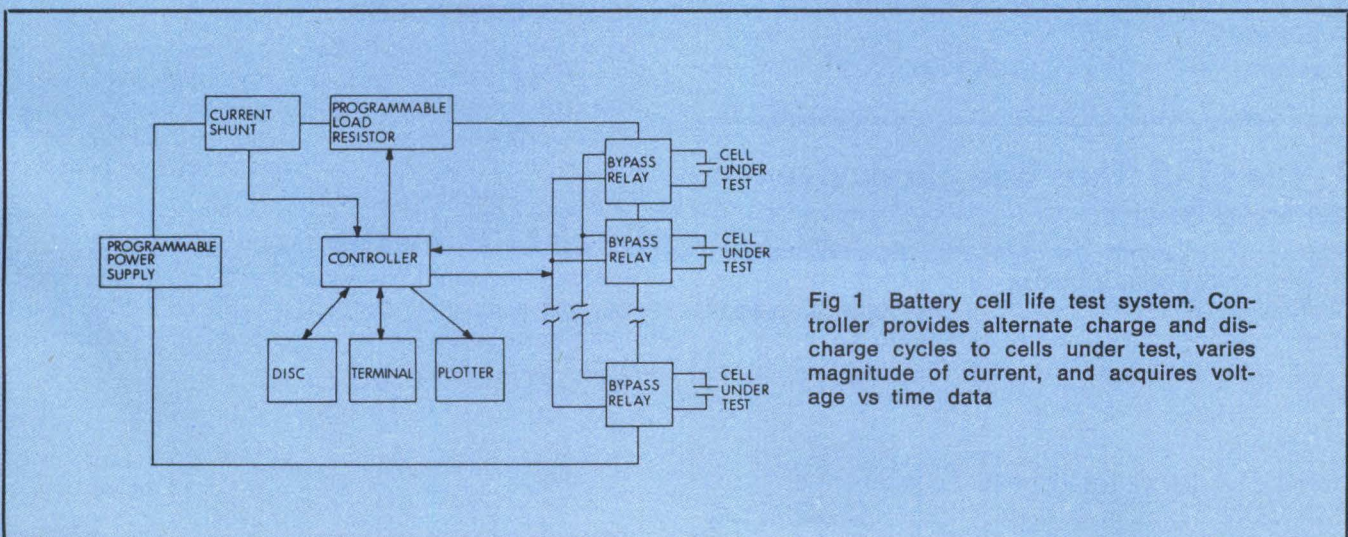 CURRENT
SHUNT
PROGRAMMABLE
LOAD
RESISTOR
BYPASS
RELAY
CELL
UNDER
TEST
PROGRAMMABLE
POWER
SUPPLY
CONTROLLER
BYPASS
RELAY
CELL
UNDER
TEST
DISC
TERMINAL
PLOTTER
BYPASS
RELAY
CELL
UNDER
TEST
Fig 1 Battery cell life test system. Con-
troller provides alternate charge and dis-
charge cycles to cells under test, varies
magnitude of current, and acquires volt-
age vs time data